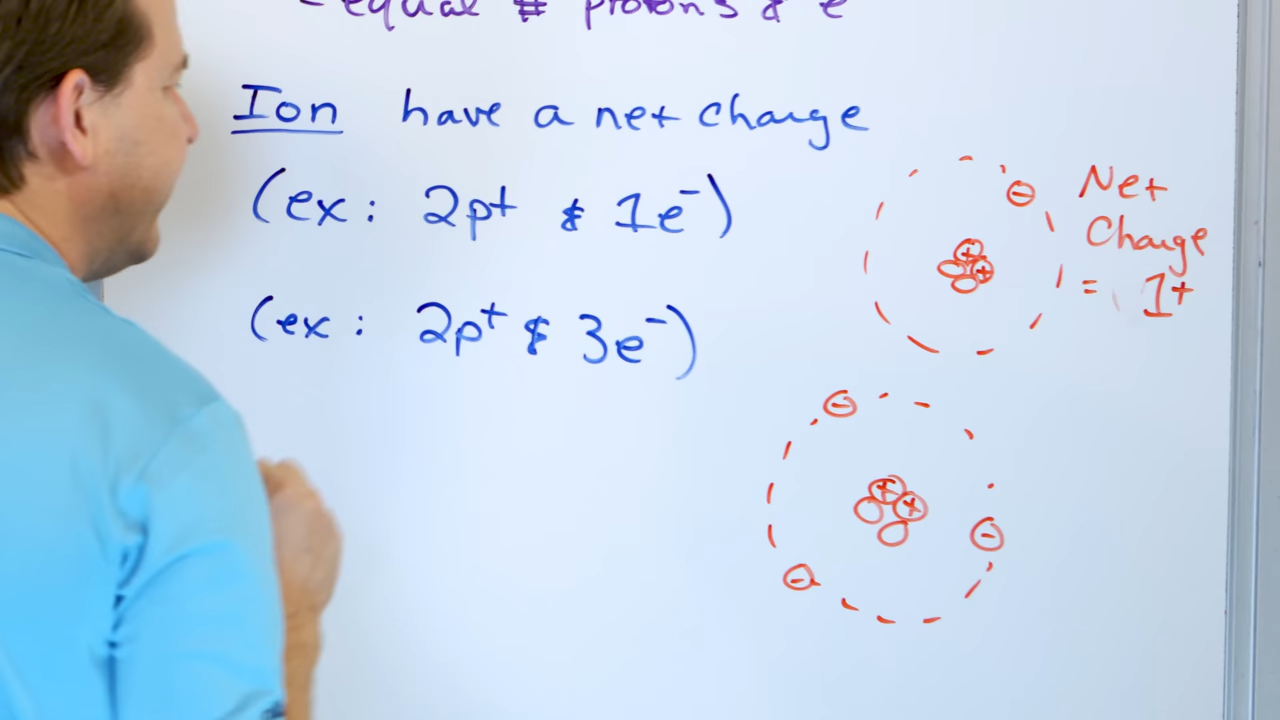 - equal # protons & e
Ion have a net charge
(ex: 2p+ & 1e-)
(ex: 2p+ & 3e-)
Net
Charge
= 1+
-
+
+
-
+
+
-
-